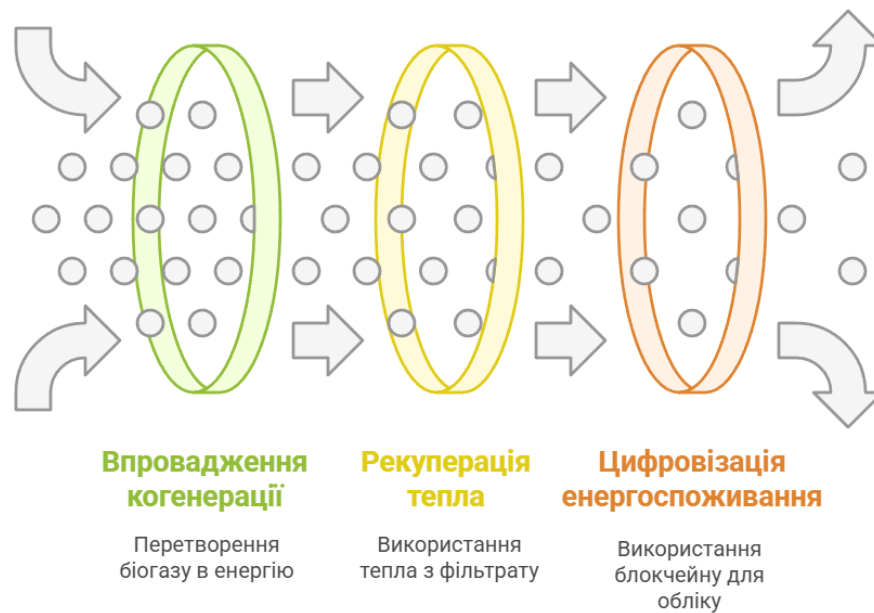 Впровадження
когенерації
Перетворення
біогазу в енергію
Рекуперація
тепла
Використання
тепла з фільтрату
Цифровізація
енергоспоживання
Використання
блокчейну для
обліку